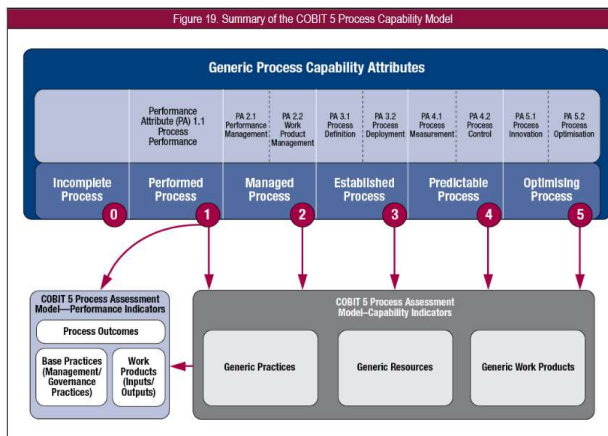 Figure 19. Summary of the COBIT 5 Process Capability Model
Generic Process Capability Attributes
Performance
Attribute (PA) 1.1
Process
Performance
PA 2.1
Performance
Management
PA 2.2
Work
Product
Management
PA 3.1
Process
Definition
PA 3.2
Process
Deployment
PA 4.1
Process
Measurement
PA 4.2
Process
Control
PA 5.1
Process
Innovation
PA 5.2
Process
Optimisation
Incomplete
Process
0
Performed
Process
1
Managed
Process
2
Established
Process
3
Predictable
Process
4
Optimising
Process
5
COBIT 5 Process Assessment
Model—Performance Indicators
Process Outcomes
Base Practices
(Management/
Governance
Practices)
Work
Products
(Inputs/
Outputs)
COBIT 5 Process Assessment
Model–Capability Indicators
Generic Practices
Generic Resources
Generic Work Products